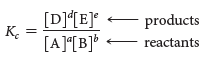 K_c = [D]^d[E]^e / [A]^a[B]^b
products
reactants